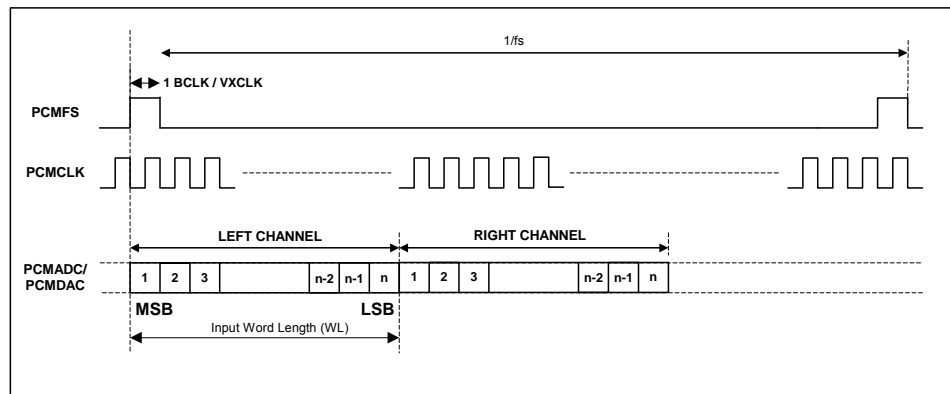 1/fs
1 BCLK / VXCLK
PCMFS
PCMCLK
LEFT CHANNEL RIGHT CHANNEL
PCMADC/
PCMDAC
1 2 3 n-2 n-1 n 1 2 3 n-2 n-1 n
MSB LSB
Input Word Length (WL)